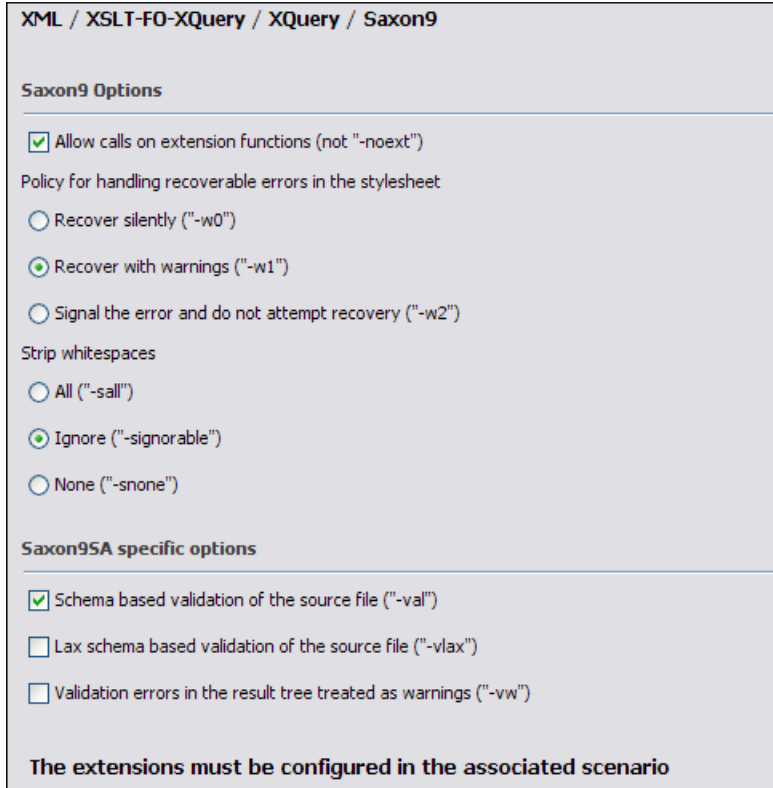 XML / XSLT-FO-XQuery / XQuery / Saxon9
Saxon9 Options
Allow calls on extension functions (not "-noext")
Policy for handling recoverable errors in the stylesheet
Recover silently ("-w0")
Recover with warnings ("-w1")
Signal the error and do not attempt recovery ("-w2")
Strip whitespaces
All ("-sall")
Ignore ("-signorable")
None ("-snone")
Saxon9SA specific options
Schema based validation of the source file ("-val")
Lax schema based validation of the source file ("-vlax")
Validation errors in the result tree treated as warnings ("-vw")
The extensions must be configured in the associated scenario